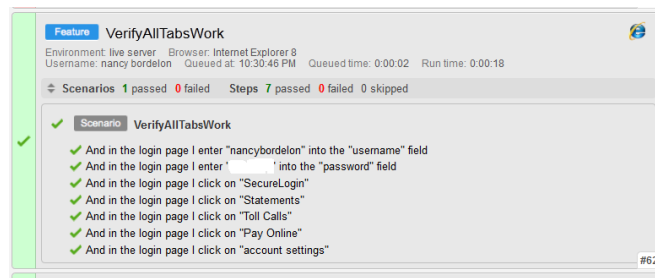 Feature VerifyAllTabsWork
Environment: live server Browser: Internet Explorer 8
Username: nancy bordelon Queued at: 10:30:46 PM Queued time: 0:00:02 Run time: 0:00:18
Scenarios 1 passed 0 failed Steps 7 passed 0 failed 0 skipped
Scenario VerifyAllTabsWork
And in the login page I enter "nancybordelon" into the "username" field
And in the login page I enter " " into the "password" field
And in the login page I click on "SecureLogin"
And in the login page I click on "Statements"
And in the login page I click on "Toll Calls"
And in the login page I click on "Pay Online"
And in the login page I click on "account settings"
#62